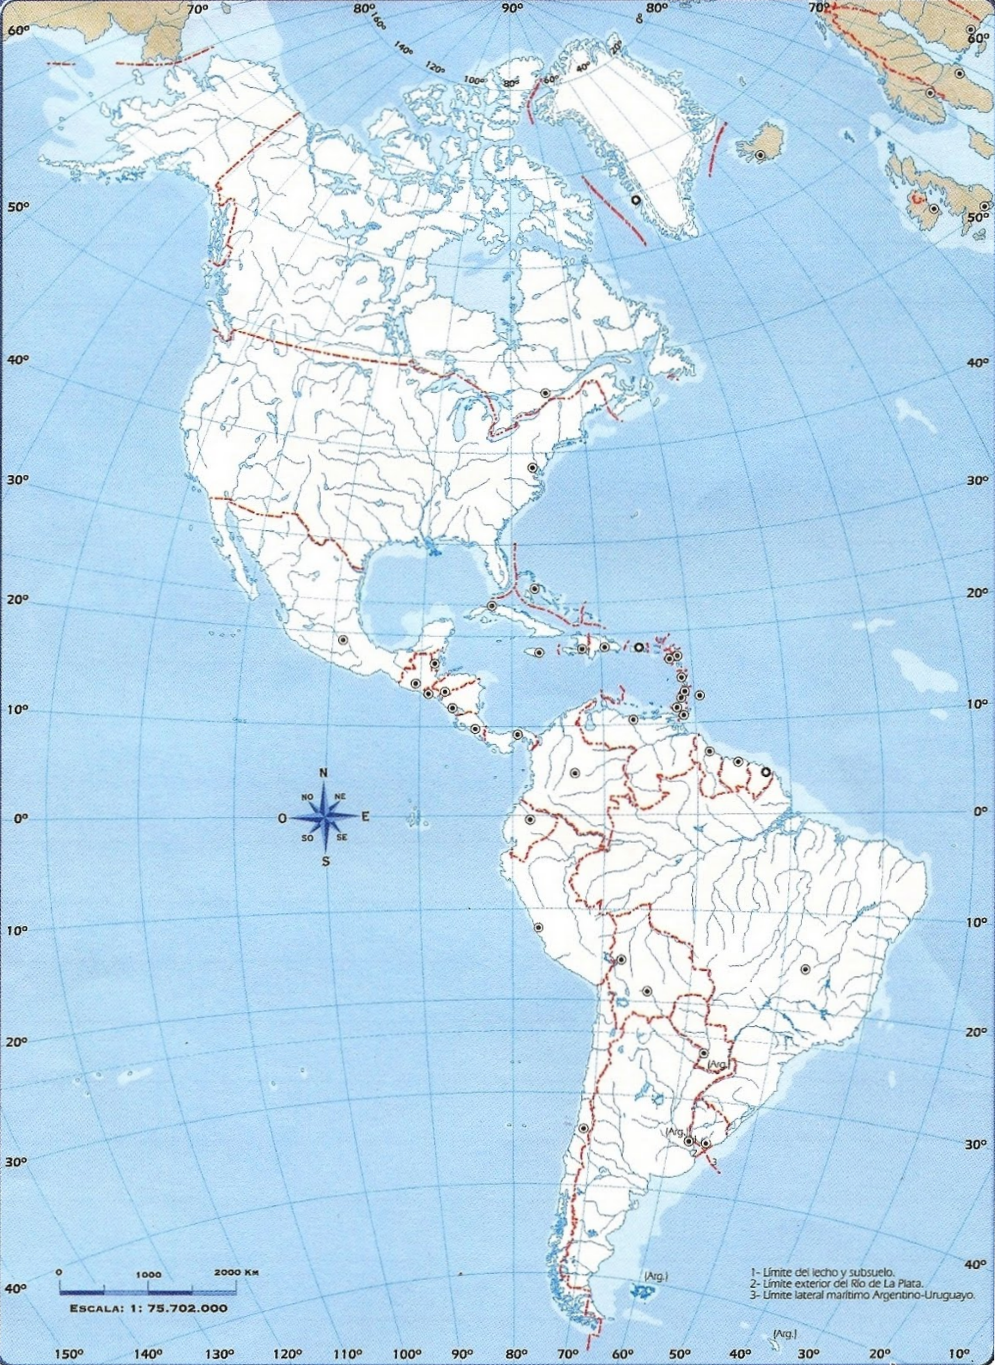 70º 80º 90º 80º 70º
60º 160º 140º 120º 100º 80º 60º 40º 20º 60º
50º 50º
40º 40º
30º 30º
20º 20º
10º 10º
N
NO NE
0º O E 0º
SO SE
S
10º 10º
20º 20º
(Arg.)
(Arg.) 1
30º 2 3 30º
40º 40º
(Arg.)
0 1000 2000 KM
ESCALA: 1: 75.702.000
1- Límite del lecho y subsuelo.
2- Límite exterior del Río de La Plata.
3- Límite lateral marítimo Argentino-Uruguayo.
(Arg.)
150º 140º 130º 120º 110º 100º 90º 80º 70º 60º 50º 40º 30º 20º 10º